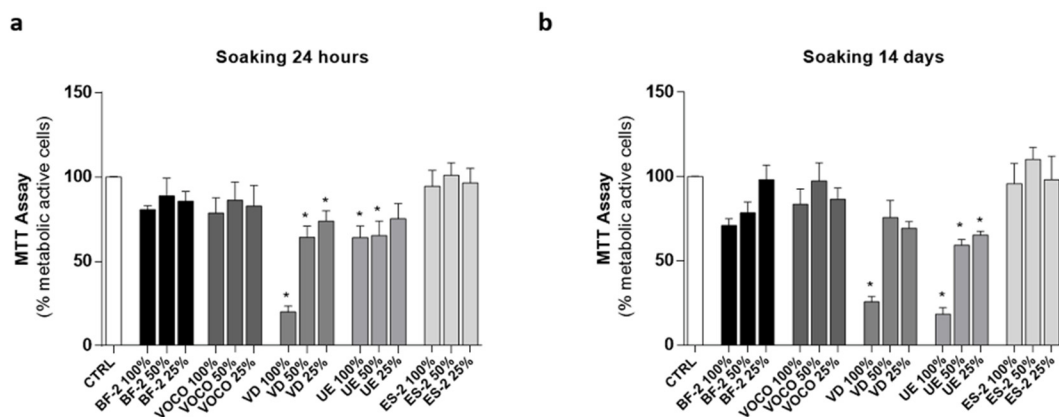 a
Soaking 24 hours
MTT Assay
(% metabolic active cells)
150
100
50
0
* * * * *
CTRL
BF-2 100%
BF-2 50%
BF-2 25%
VOCO 100%
VOCO 50%
VOCO 25%
VD 100%
VD 50%
VD 25%
UE 100%
UE 50%
UE 25%
ES-2 100%
ES-2 50%
ES-2 25%
b
Soaking 14 days
MTT Assay
(% metabolic active cells)
150
100
50
0
* * * *
CTRL
BF-2 100%
BF-2 50%
BF-2 25%
VOCO 100%
VOCO 50%
VOCO 25%
VD 100%
VD 50%
VD 25%
UE 100%
UE 50%
UE 25%
ES-2 100%
ES-2 50%
ES-2 25%